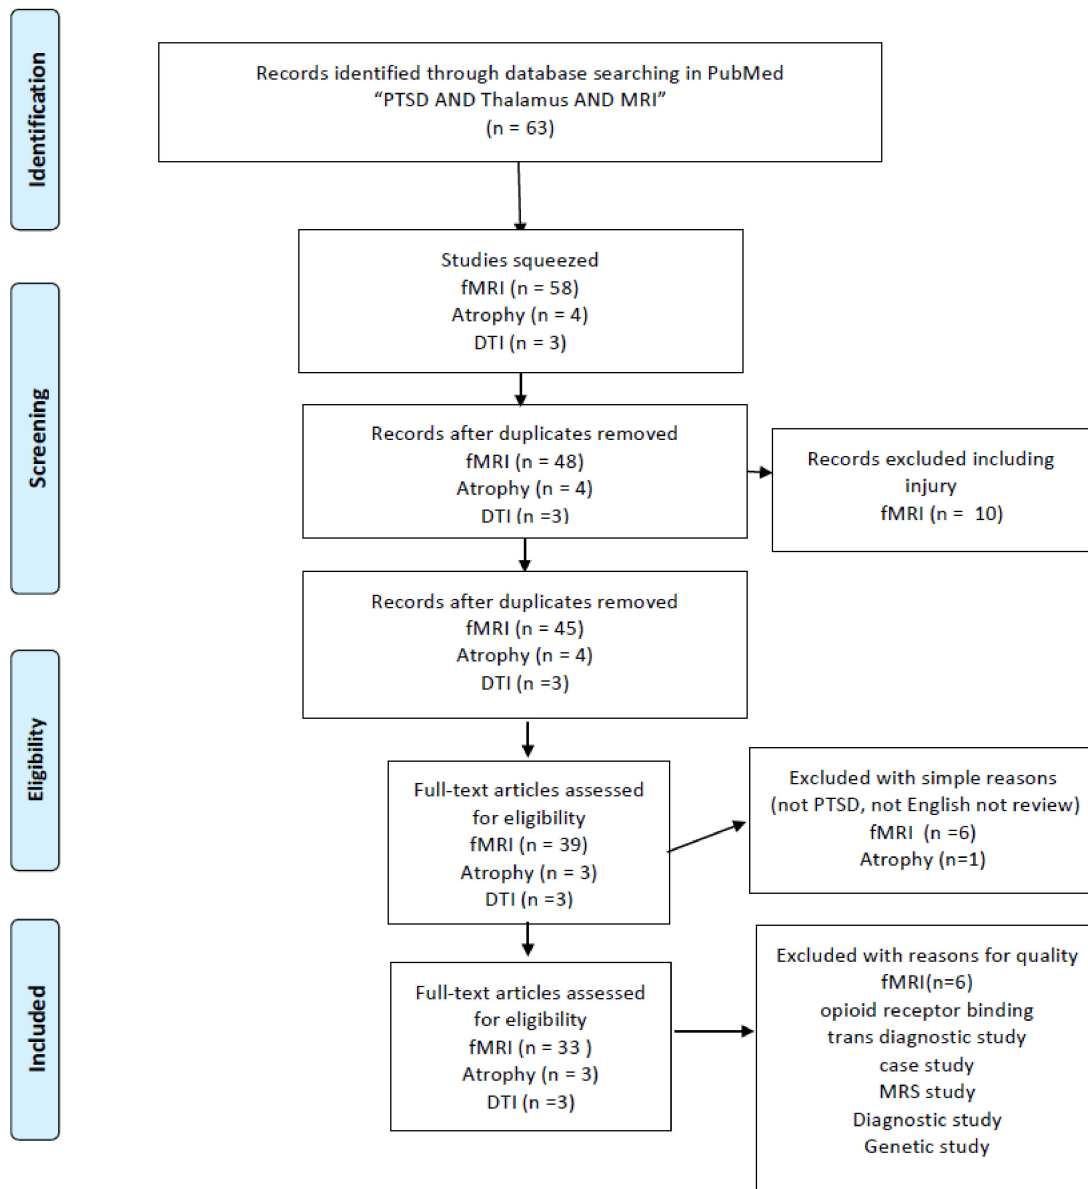 Identification
Records identified through database searching in PubMed
“PTSD AND Thalamus AND MRI”
(n = 63)
Screening
Studies squeezed
fMRI (n = 58)
Atrophy (n = 4)
DTI (n = 3)
Records after duplicates removed
fMRI (n = 48)
Atrophy (n = 4)
DTI (n =3)
Records excluded including
injury
fMRI (n =  10)
Records after duplicates removed
fMRI (n = 45)
Atrophy (n = 4)
DTI (n =3)
Eligibility
Full-text articles assessed
for eligibility
fMRI (n = 39)
Atrophy (n = 3)
DTI (n =3)
Excluded with simple reasons
(not PTSD, not English not review)
fMRI  (n =6)
Atrophy (n=1)
Included
Full-text articles assessed
for eligibility
fMRI (n = 33 )
Atrophy (n = 3)
DTI (n =3)
Excluded with reasons for quality
fMRI(n=6)
opioid receptor binding
trans diagnostic study
case study
MRS study
Diagnostic study
Genetic study